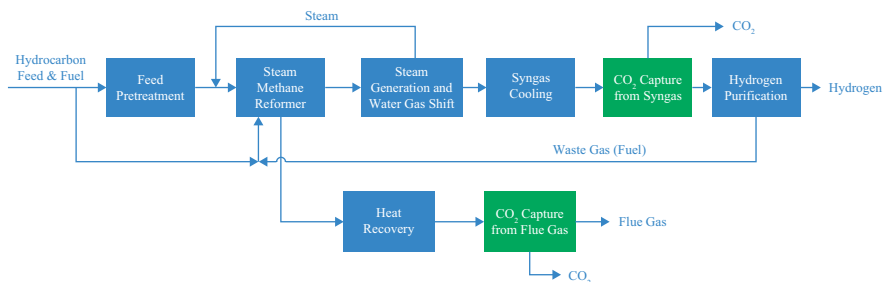 Steam
CO₂
Hydrocarbon
Feed & Fuel
Feed
Pretreatment
Steam
Methane
Reformer
Steam
Generation and
Water Gas Shift
Syngas
Cooling
CO₂ Capture
from Syngas
Hydrogen
Purification
Hydrogen
Waste Gas (Fuel)
Heat
Recovery
CO₂ Capture
from Flue Gas
Flue Gas
CO₂